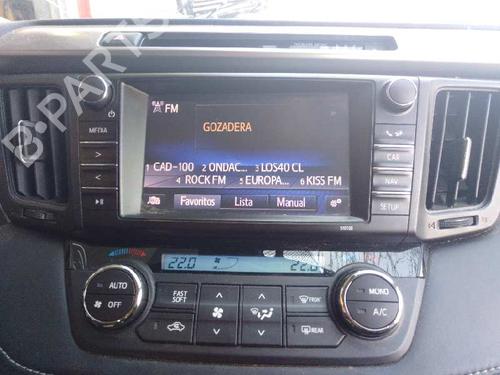 FM
GOZADERA
1 CAD-100 2 ONDAC... 3 LOS40 CL
4 ROCK FM 5 EUROPA... 6 KISS FM
Favoritos Lista Manual
MEDIA
CAR
NAV
SETUP
510100
22.0 22.0
AUTO
OFF
FAST SOFT
FRONT
REAR
MONO
A/C
B-PARTS